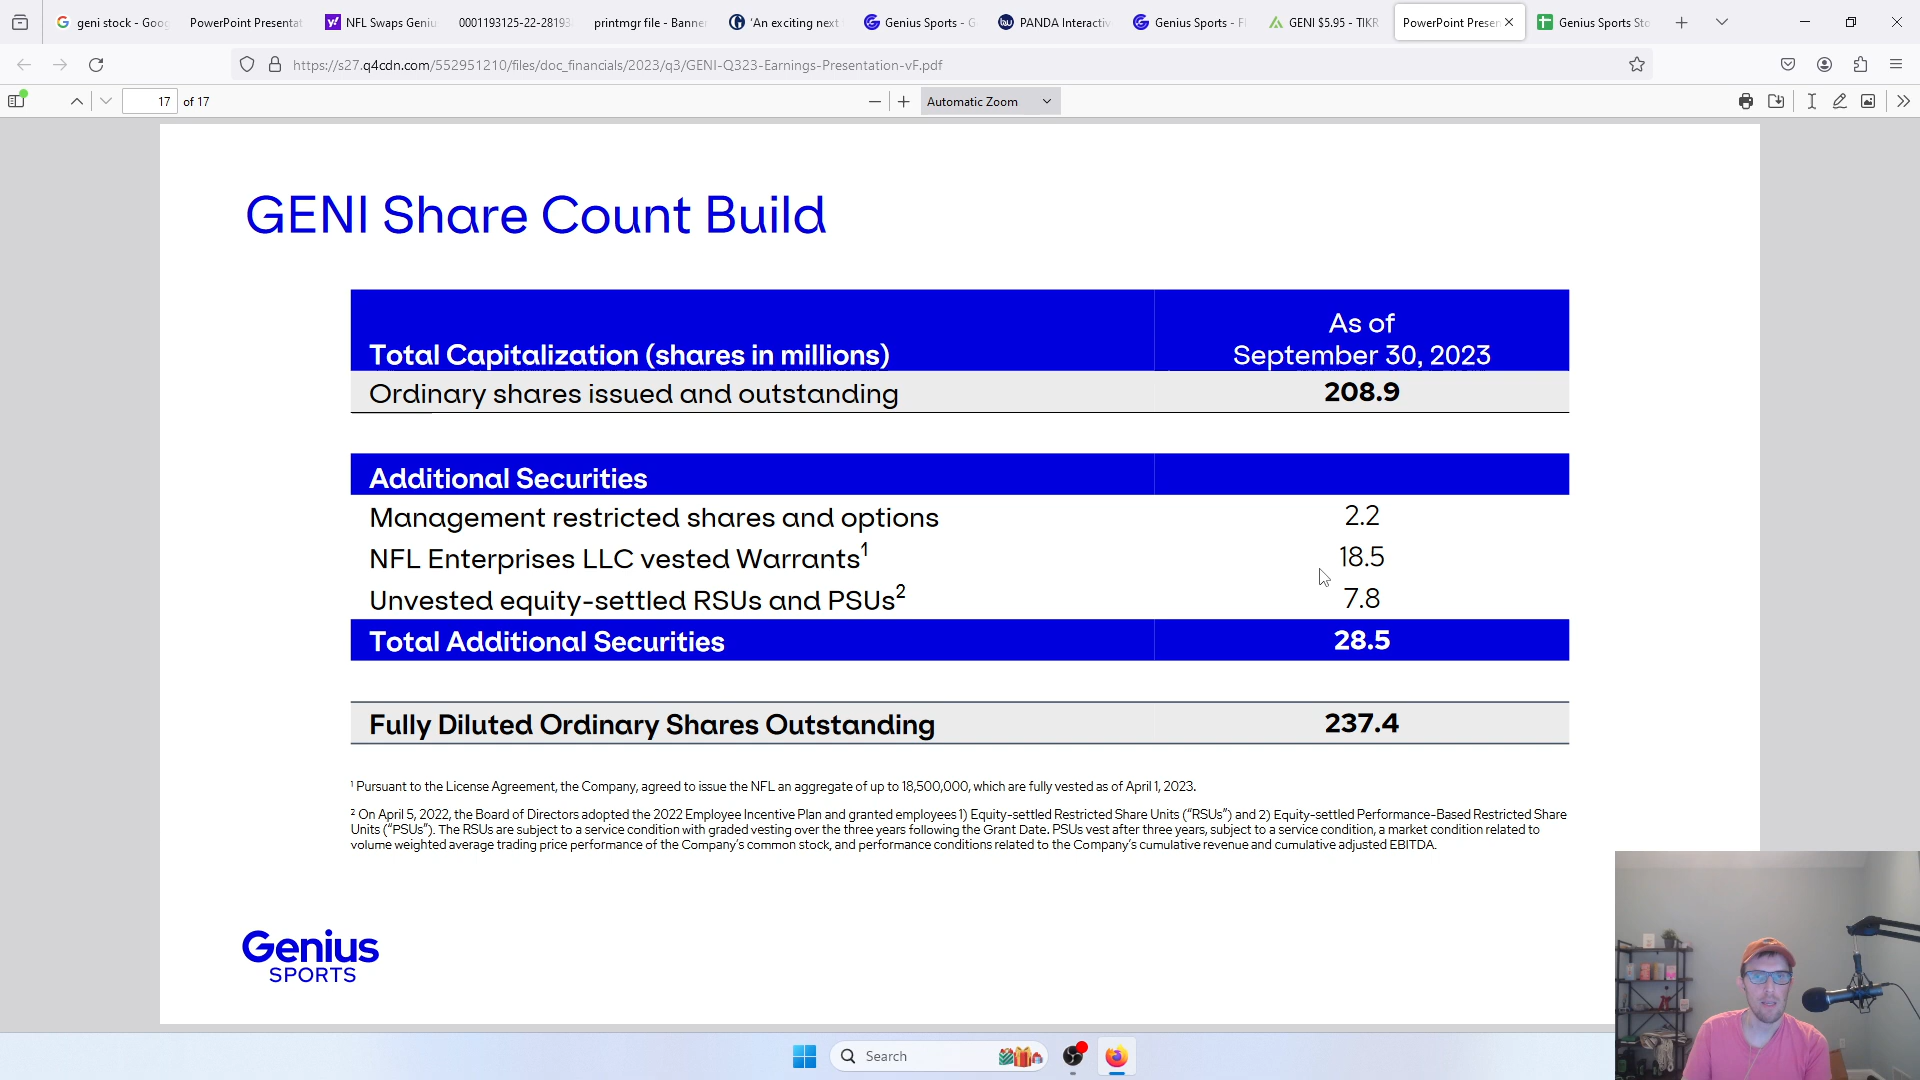 geni stock - Goog
PowerPoint Presentat
NFL Swaps Geniu
0001193125-22-28193
printmgr file - Banne
'An exciting next
Genius Sports - G
PANDA Interactiv
Genius Sports - F
GENI $5.95 - TIKR
PowerPoint Presen
Genius Sports Sto
https://s27.q4cdn.com/552951210/files/doc_financials/2023/q3/GENI-Q323-Earnings-Presentation-vF.pdf
17 of 17
Automatic Zoom
GENI Share Count Build
As of
Total Capitalization (shares in millions) September 30, 2023
Ordinary shares issued and outstanding 208.9
Additional Securities
Management restricted shares and options 2.2
NFL Enterprises LLC vested Warrants¹ 18.5
Unvested equity-settled RSUs and PSUs² 7.8
Total Additional Securities 28.5
Fully Diluted Ordinary Shares Outstanding 237.4
¹ Pursuant to the License Agreement, the Company, agreed to issue the NFL an aggregate of up to 18,500,000, which are fully vested as of April 1, 2023.
² On April 5, 2022, the Board of Directors adopted the 2022 Employee Incentive Plan and granted employees 1) Equity-settled Restricted Share Units ("RSUs") and 2) Equity-settled Performance-Based Restricted Share
Units ("PSUs"). The RSUs are subject to a service condition with graded vesting over the three years following the Grant Date. PSUs vest after three years, subject to a service condition, a market condition related to
volume weighted average trading price performance of the Company's common stock, and performance conditions related to the Company's cumulative revenue and cumulative adjusted EBITDA.
Genius
SPORTS
Search